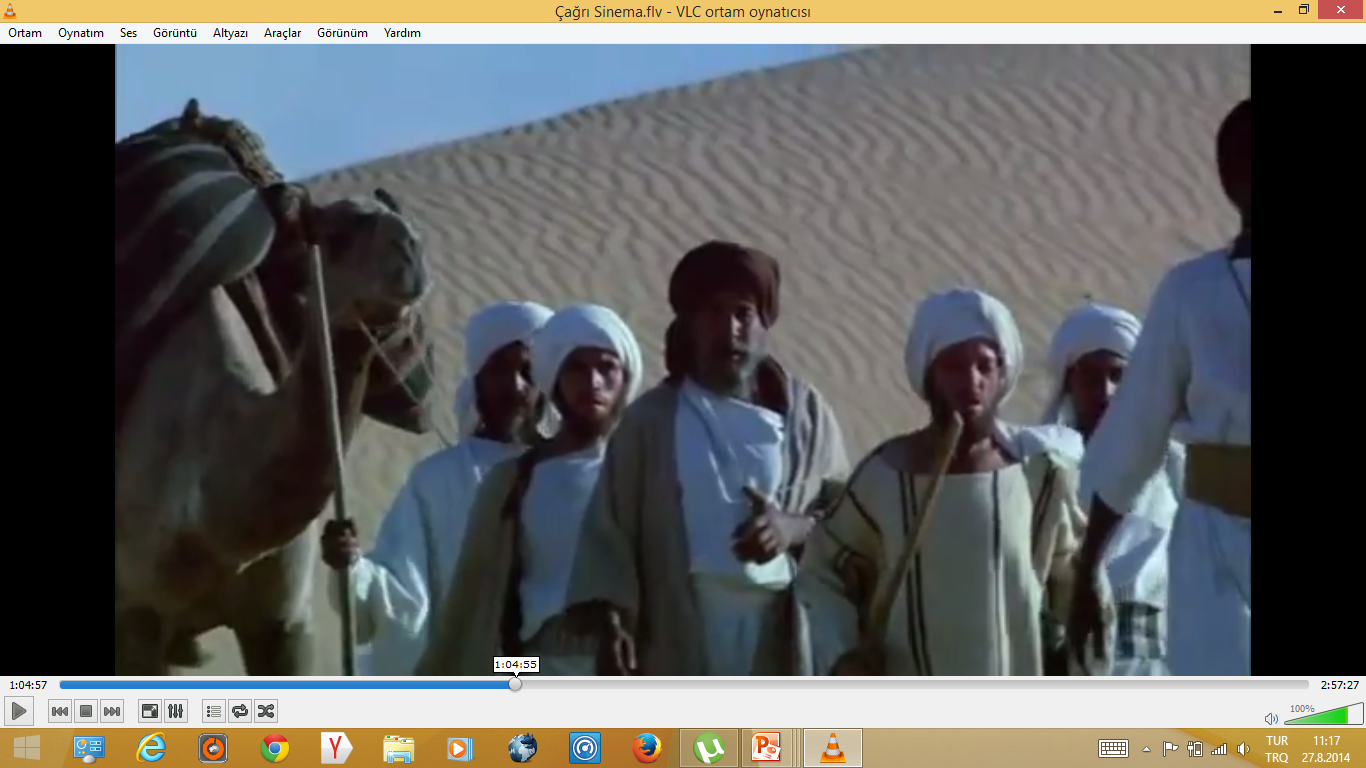 Çağrı Sinema.flv - VLC ortam oynatıcısı
Ortam Oynatım Ses Görüntü Altyazı Araçlar Görünüm Yardım
1:04:55
1:04:57 2:57:27
100%
TUR 11:17
TRQ 27.8.2014